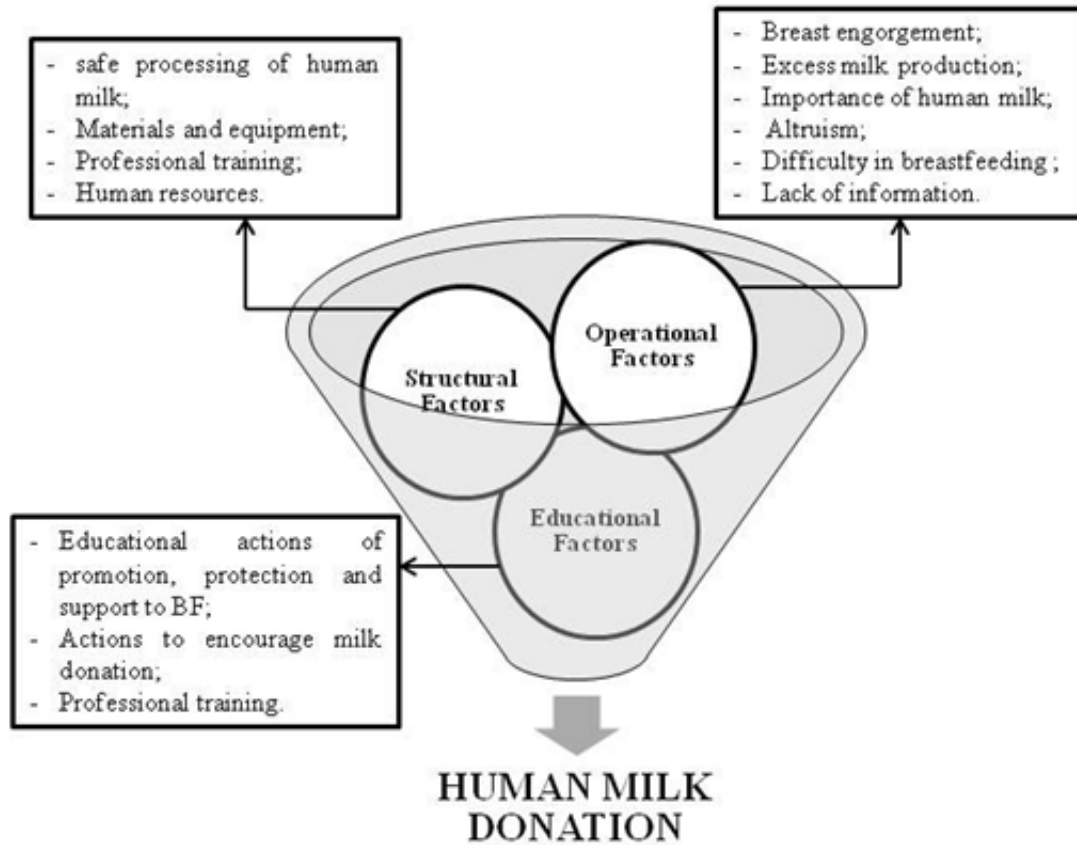 - safe processing of human
milk;
- Materials and equipment;
- Professional training;
- Human resources.
- Breast engorgement;
- Excess milk production;
- Importance of human milk;
- Altruism;
- Difficulty in breastfeeding ;
- Lack of information.
Operational
Factors
Structural
Factors
Educational
Factors
- Educational actions of
promotion, protection and
support to BF;
- Actions to encourage milk
donation;
- Professional training.
HUMAN MILK
DONATION